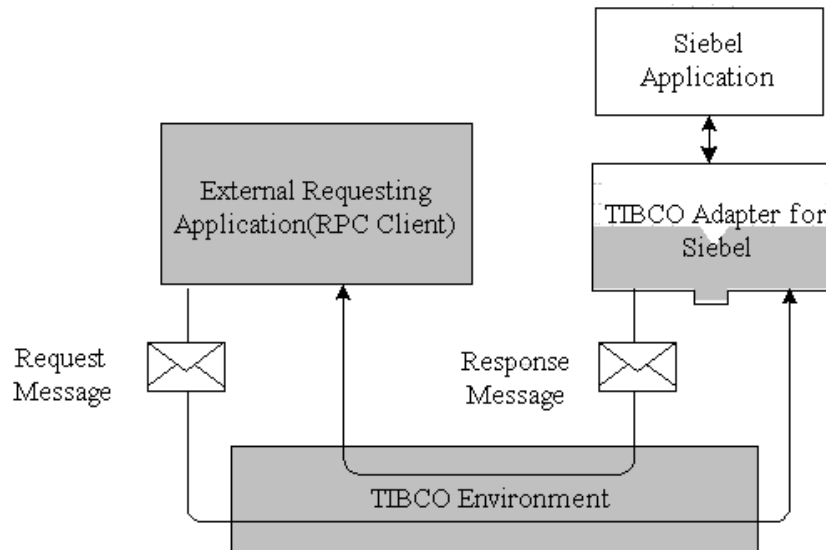 Siebel
Application
External Requesting
Application(RPC Client)
TIBCO Adapter for
Siebel
Request
Message
Response
Message
TIBCO Environment